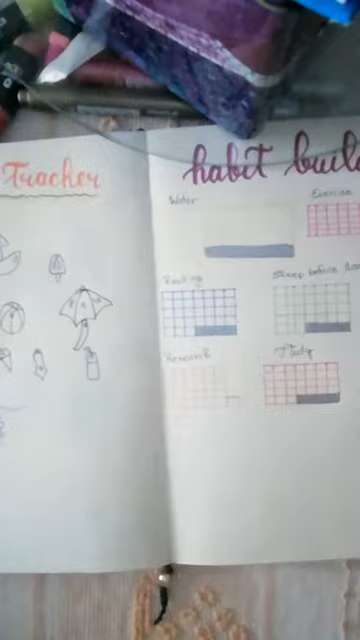 Tracker
habit buil
Water
Exercise
Reading
Sleep before
Research
Study